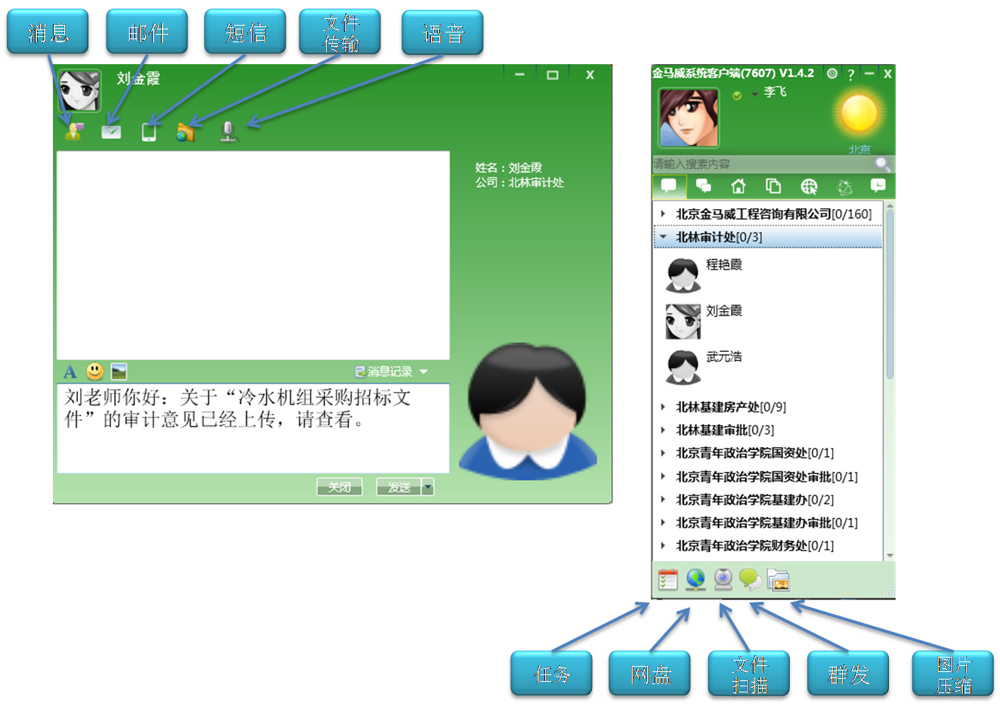 消息
邮件
短信
文件
传输
语音
刘金霞
X
姓名：刘金霞
公司：北林审计处
A
消息记录
刘老师你好：关于“冷水机组采购招标文
件”的审计意见已经上传，请查看。
关闭
发送
金马威系统客户端(7607) V1.4.2
?
X
李飞
北京
请输入搜索内容
北京金马威工程咨询有限公司[0/160]
北林审计处[0/3]
程艳霞
刘金霞
武元浩
北林基建房产处[0/9]
北林基建审批[0/3]
北京青年政治学院国资处[0/1]
北京青年政治学院国资处审批[0/1]
北京青年政治学院基建办[0/2]
北京青年政治学院基建办审批[0/1]
北京青年政治学院财务处[0/1]
任务
网盘
文件
扫描
群发
图片
压缩